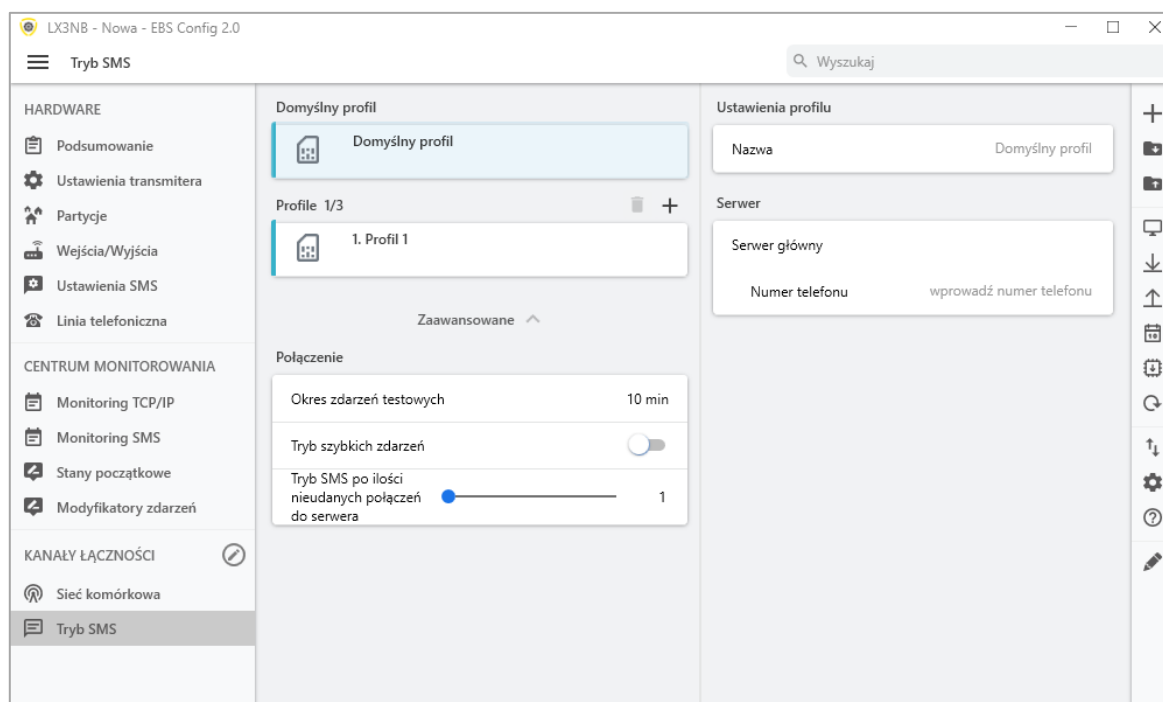 LX3NB - Nowa - EBS Config 2.0
Tryb SMS
Wyszukaj
HARDWARE
Podsumowanie
Ustawienia transmitera
Partycje
Wejścia/Wyjścia
Ustawienia SMS
Linia telefoniczna
CENTRUM MONITOROWANIA
Monitoring TCP/IP
Monitoring SMS
Stany początkowe
Modyfikatory zdarzeń
KANAŁY ŁĄCZNOŚCI
Sieć komórkowa
Tryb SMS
Domyślny profil
Domyślny profil
Profile 1/3
1. Profil 1
Zaawansowane
Połączenie
Okres zdarzeń testowych 10 min
Tryb szybkich zdarzeń
Tryb SMS po ilości
nieudanych połączeń 1
do serwera
Ustawienia profilu
Nazwa Domyślny profil
Serwer
Serwer główny
Numer telefonu wprowadź numer telefonu
10